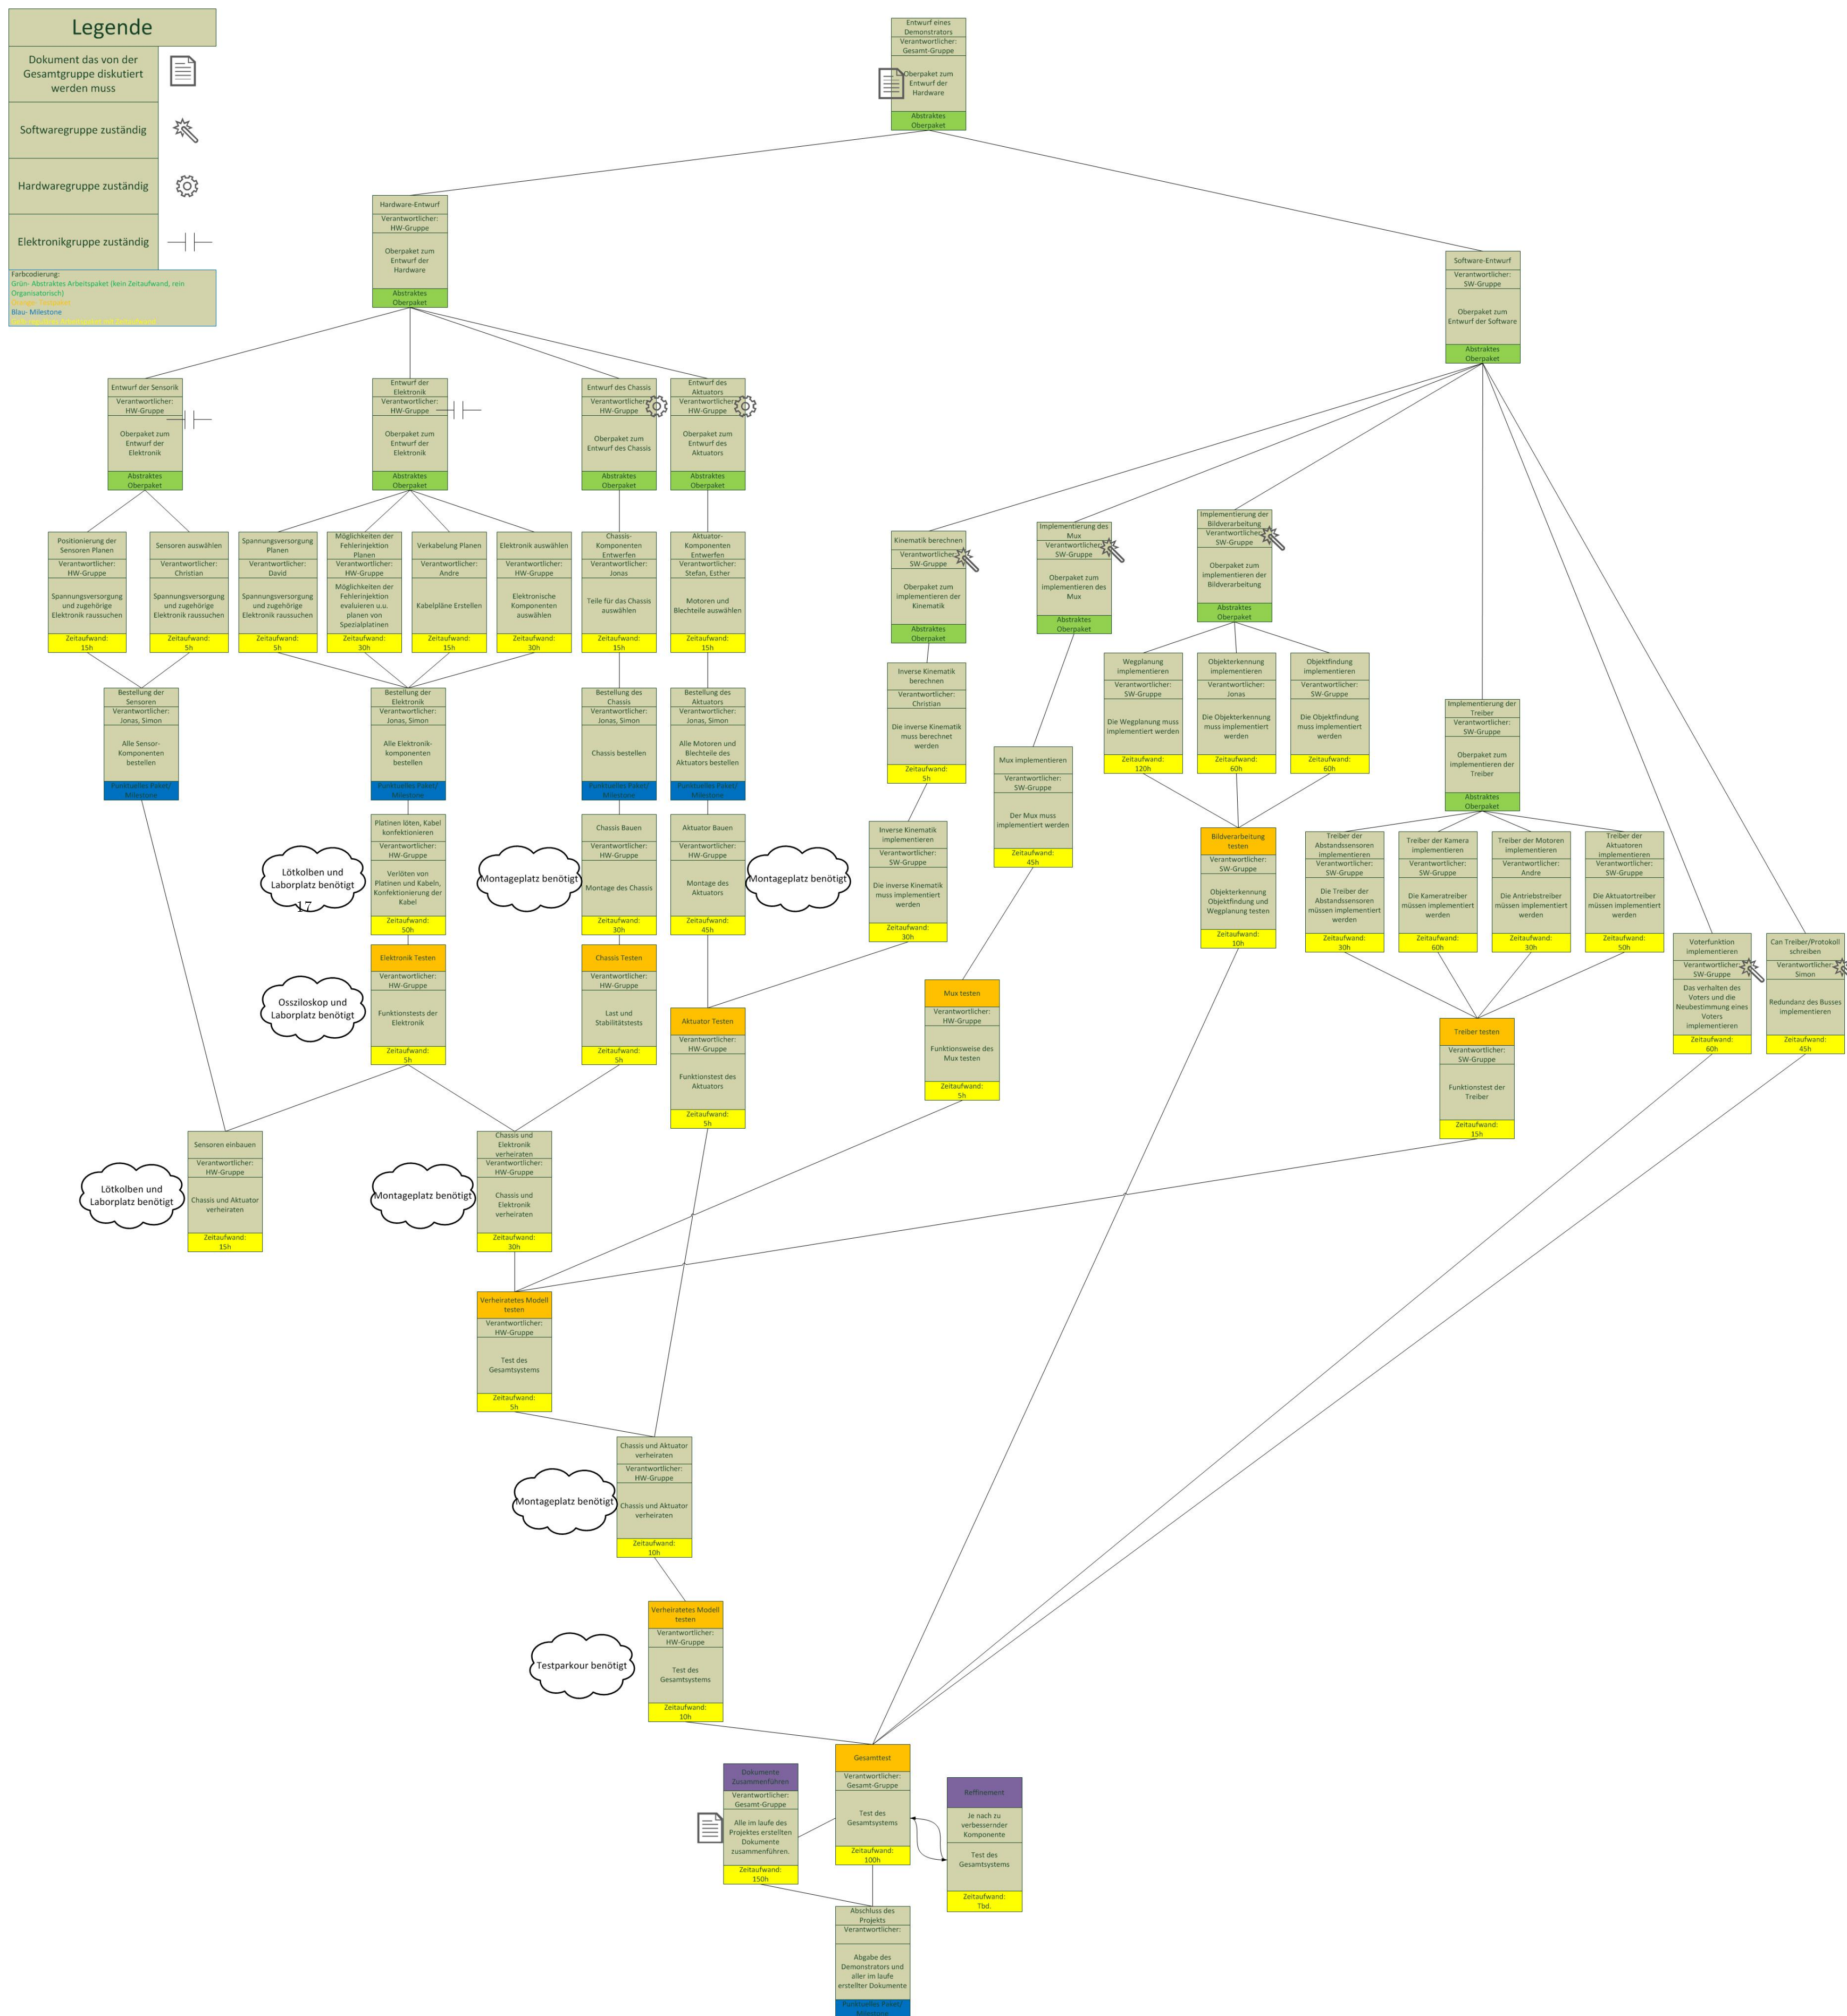 Legende
Dokument das von der
Gesamtgruppe diskutiert
werden muss
Softwaregruppe zuständig
Hardwaregruppe zuständig
Elektronikgruppe zuständig
Farbcodierung:
Grün- Abstraktes Arbeitspaket (kein Zeitaufwand, rein
Organisatorisch)
Blau- Milestone
Entwurf eines
Demonstrators
Verantwortlicher:
Gesamt-Gruppe
Oberpaket zum
Entwurf der
Hardware
Abstraktes
Oberpaket
Hardware-Entwurf
Verantwortlicher:
HW-Gruppe
Oberpaket zum
Entwurf der
Hardware
Abstraktes
Oberpaket
Software-Entwurf
Verantwortlicher:
SW-Gruppe
Oberpaket zum
Entwurf der Software
Abstraktes
Oberpaket
Entwurf der Sensorik
Verantwortlicher:
HW-Gruppe
Oberpaket zum
Entwurf der
Elektronik
Abstraktes
Oberpaket
Entwurf der
Elektronik
Verantwortlicher:
HW-Gruppe
Oberpaket zum
Entwurf der
Elektronik
Abstraktes
Oberpaket
Entwurf des Chassis
Verantwortlicher:
HW-Gruppe
Oberpaket zum
Entwurf des Chassis
Abstraktes
Oberpaket
Entwurf des
Aktuators
Verantwortlicher:
HW-Gruppe
Oberpaket zum
Entwurf des
Aktuators
Abstraktes
Oberpaket
Positionierung der
Sensoren Planen
Verantwortlicher:
HW-Gruppe
Spannungsversorgung
und zugehörige
Elektronik raussuchen
Zeitaufwand:
15h
Sensoren auswählen
Verantwortlicher:
Christian
Spannungsversorgung
und zugehörige
Elektronik raussuchen
Zeitaufwand:
5h
Spannungsversorgung
Planen
Verantwortlicher:
David
Spannungsversorgung
und zugehörige
Elektronik raussuchen
Zeitaufwand:
5h
Möglichkeiten der
Fehlerinjektion
Planen
Verantwortlicher:
HW-Gruppe
Möglichkeiten der
Fehlerinjektion
evaluieren u.u.
planen von
Spezialplatinen
Zeitaufwand:
30h
Verkabelung Planen
Verantwortlicher:
Andre
Kabelpläne Erstellen
Zeitaufwand:
15h
Elektronik auswählen
Verantwortlicher:
HW-Gruppe
Elektronische
Komponenten
auswählen
Zeitaufwand:
30h
Chassis-
Komponenten
Entwerfen
Verantwortlicher:
Jonas
Teile für das Chassis
auswählen
Zeitaufwand:
15h
Aktuator-
Komponenten
Entwerfen
Verantwortlicher:
Stefan, Esther
Motoren und
Blechteile auswählen
Zeitaufwand:
15h
Kinematik berechnen
Verantwortlicher:
SW-Gruppe
Oberpaket zum
implementieren der
Kinematik
Abstraktes
Oberpaket
Implementierung des
Mux
Verantwortlicher:
SW-Gruppe
Oberpaket zum
implementieren des
Mux
Abstraktes
Oberpaket
Implementierung der
Bildverarbeitung
Verantwortlicher:
SW-Gruppe
Oberpaket zum
implementieren der
Bildverarbeitung
Abstraktes
Oberpaket
Bestellung der
Sensoren
Verantwortlicher:
Jonas, Simon
Alle Sensor-
Komponenten
bestellen
Punktuelles Paket/
Milestone
Bestellung der
Elektronik
Verantwortlicher:
Jonas, Simon
Alle Elektronik-
komponenten
bestellen
Punktuelles Paket/
Milestone
Bestellung des
Chassis
Verantwortlicher:
Jonas, Simon
Chassis bestellen
Punktuelles Paket/
Milestone
Bestellung des
Aktuators
Verantwortlicher:
Jonas, Simon
Alle Motoren und
Blechteile des
Aktuators bestellen
Punktuelles Paket/
Milestone
Inverse Kinematik
berechnen
Verantwortlicher:
Christian
Die inverse Kinematik
muss berechnet
werden
Zeitaufwand:
5h
Mux implementieren
Verantwortlicher:
SW-Gruppe
Der Mux muss
implementiert werden
Zeitaufwand:
45h
Wegplanung
implementieren
Verantwortlicher:
SW-Gruppe
Die Wegplanung muss
implementiert werden
Zeitaufwand:
120h
Objekterkennung
implementieren
Verantwortlicher:
Jonas
Die Objekterkennung
muss implementiert
werden
Zeitaufwand:
60h
Objektfindung
implementieren
Verantwortlicher:
SW-Gruppe
Die Objektfindung
muss implementiert
werden
Zeitaufwand:
60h
Implementierung der
Treiber
Verantwortlicher:
SW-Gruppe
Oberpaket zum
implementieren der
Treiber
Abstraktes
Oberpaket
Lötkolben und
Laborplatz benötigt
17
Platinen löten, Kabel
konfektionieren
Verantwortlicher:
HW-Gruppe
Verlöten von
Platinen und Kabeln,
Konfektionierung der
Kabel
Zeitaufwand:
50h
Montageplatz benötigt
Chassis Bauen
Verantwortlicher:
HW-Gruppe
Montage des Chassis
Zeitaufwand:
30h
Aktuator Bauen
Verantwortlicher:
HW-Gruppe
Montage des
Aktuators
Zeitaufwand:
45h
Montageplatz benötigt
Inverse Kinematik
implementieren
Verantwortlicher:
SW-Gruppe
Die inverse Kinematik
muss implementiert
werden
Zeitaufwand:
30h
Bildverarbeitung
testen
Verantwortlicher:
SW-Gruppe
Objekterkennung
Objektfindung und
Wegplanung testen
Zeitaufwand:
10h
Treiber der
Abstandssensoren
implementieren
Verantwortlicher:
SW-Gruppe
Die Treiber der
Abstandssensoren
müssen implementiert
werden
Zeitaufwand:
30h
Treiber der Kamera
implementieren
Verantwortlicher:
SW-Gruppe
Die Kameratreiber
müssen implementiert
werden
Zeitaufwand:
60h
Treiber der Motoren
implementieren
Verantwortlicher:
Andre
Die Antriebstreiber
müssen implementiert
werden
Zeitaufwand:
30h
Treiber der
Aktuatoren
implementieren
Verantwortlicher:
SW-Gruppe
Die Aktuatortreiber
müssen implementiert
werden
Zeitaufwand:
50h
Voterfunktion
implementieren
Verantwortlicher:
SW-Gruppe
Das verhalten des
Voters und die
Neubestimmung eines
Voters
implementieren
Zeitaufwand:
60h
Can Treiber/Protokoll
schreiben
Verantwortlicher:
Simon
Redundanz des Busses
implementieren
Zeitaufwand:
45h
Ossziloskop und
Laborplatz benötigt
Elektronik Testen
Verantwortlicher:
HW-Gruppe
Funktionstests der
Elektronik
Zeitaufwand:
5h
Chassis Testen
Verantwortlicher:
HW-Gruppe
Last und
Stabilitätstests
Zeitaufwand:
5h
Aktuator Testen
Verantwortlicher:
HW-Gruppe
Funktionstest des
Aktuators
Zeitaufwand:
5h
Mux testen
Verantwortlicher:
HW-Gruppe
Funktionsweise des
Mux testen
Zeitaufwand:
5h
Treiber testen
Verantwortlicher:
SW-Gruppe
Funktionstest der
Treiber
Zeitaufwand:
15h
Lötkolben und
Laborplatz benötigt
Sensoren einbauen
Verantwortlicher:
HW-Gruppe
Chassis und Aktuator
verheiraten
Zeitaufwand:
15h
Montageplatz benötigt
Chassis und
Elektronik
verheiraten
Verantwortlicher:
HW-Gruppe
Chassis und
Elektronik
verheiraten
Zeitaufwand:
30h
Verheiratetes Modell
testen
Verantwortlicher:
HW-Gruppe
Test des
Gesamtsystems
Zeitaufwand:
5h
Montageplatz benötigt
Chassis und Aktuator
verheiraten
Verantwortlicher:
HW-Gruppe
Chassis und Aktuator
verheiraten
Zeitaufwand:
10h
Testparkour benötigt
Verheiratetes Modell
testen
Verantwortlicher:
HW-Gruppe
Test des
Gesamtsystems
Zeitaufwand:
10h
Dokumente
Zusammenführen
Verantwortlicher:
Gesamt-Gruppe
Alle im laufe des
Projektes erstellten
Dokumente
zusammenführen.
Zeitaufwand:
150h
Gesamttest
Verantwortlicher:
Gesamt-Gruppe
Test des
Gesamtsystems
Zeitaufwand:
100h
Reffinement
Je nach zu
verbessernder
Komponente
Test des
Gesamtsystems
Zeitaufwand:
Tbd.
Abschluss des
Projekts
Verantwortlicher:
Abgabe des
Demonstrators und
aller im laufe
erstellter Dokumente
Punktuelles Paket/
Milestone